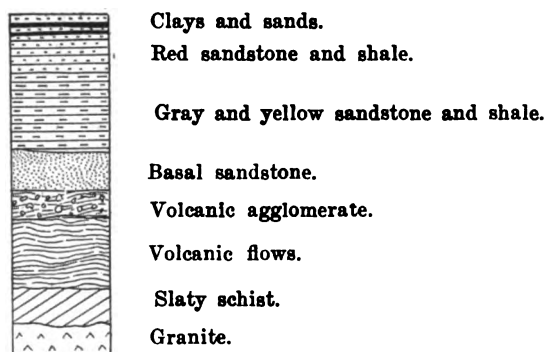 Clays and sands.
Red sandstone and shale.
Gray and yellow sandstone and shale.
Basal sandstone.
Volcanic agglomerate.
Volcanic flows.
Slaty schist.
Granite.